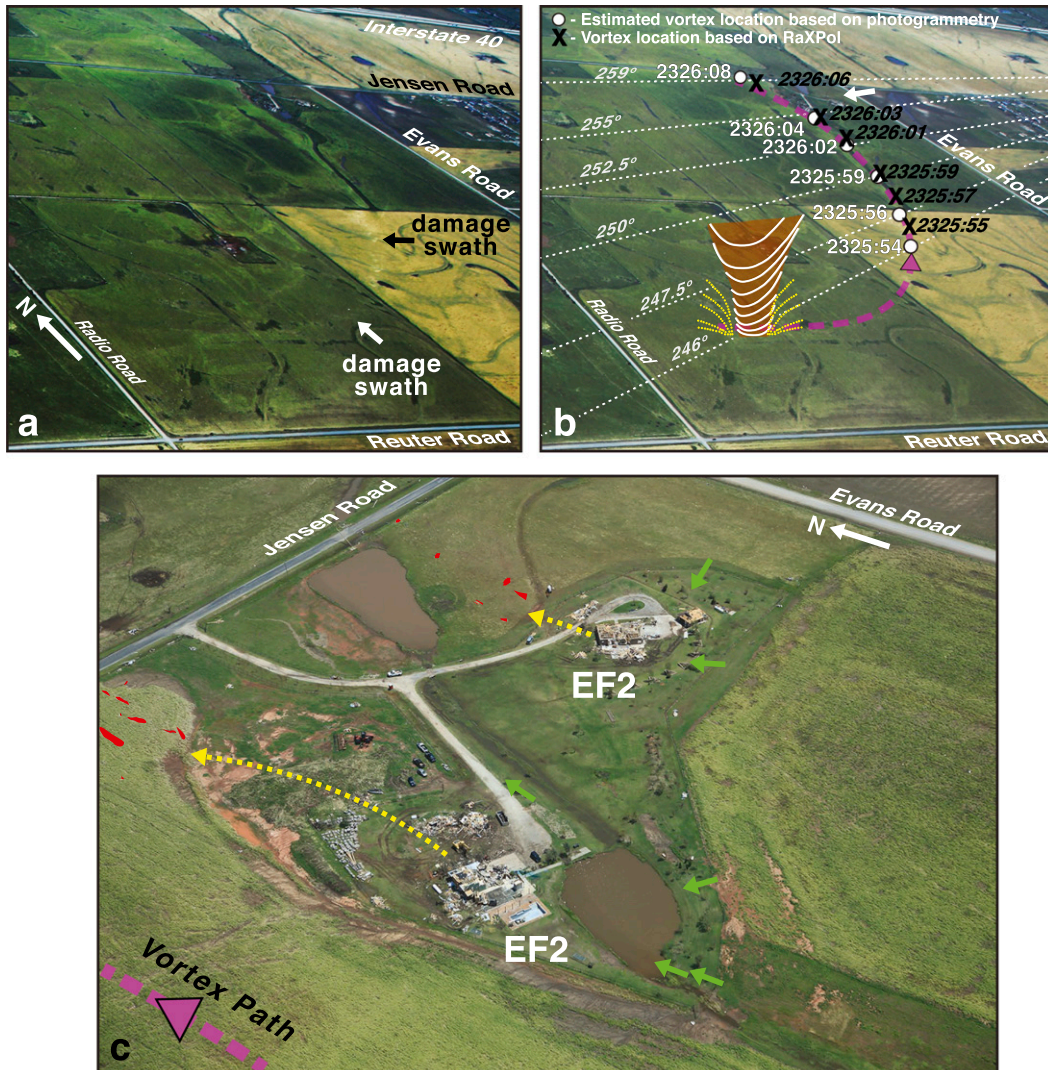 Interstate 40
Jensen Road
Evans Road
damage
swath
N
Radio Road
damage
swath
a
Reuter Road
- Estimated vortex location based on photogrammetry
X - Vortex location based on RaXPol
259°
2326:08
X 2326:06
255°
X 2326:03
2326:04
X 2326:01
2326:02
252.5°
Evans Road
X 2325:59
2325:59
X 2325:57
2325:56
250°
X 2325:55
2325:54
247.5°
Radio Road
246°
b
Reuter Road
Jensen Road
Evans Road
N
EF2
EF2
Vortex Path
c